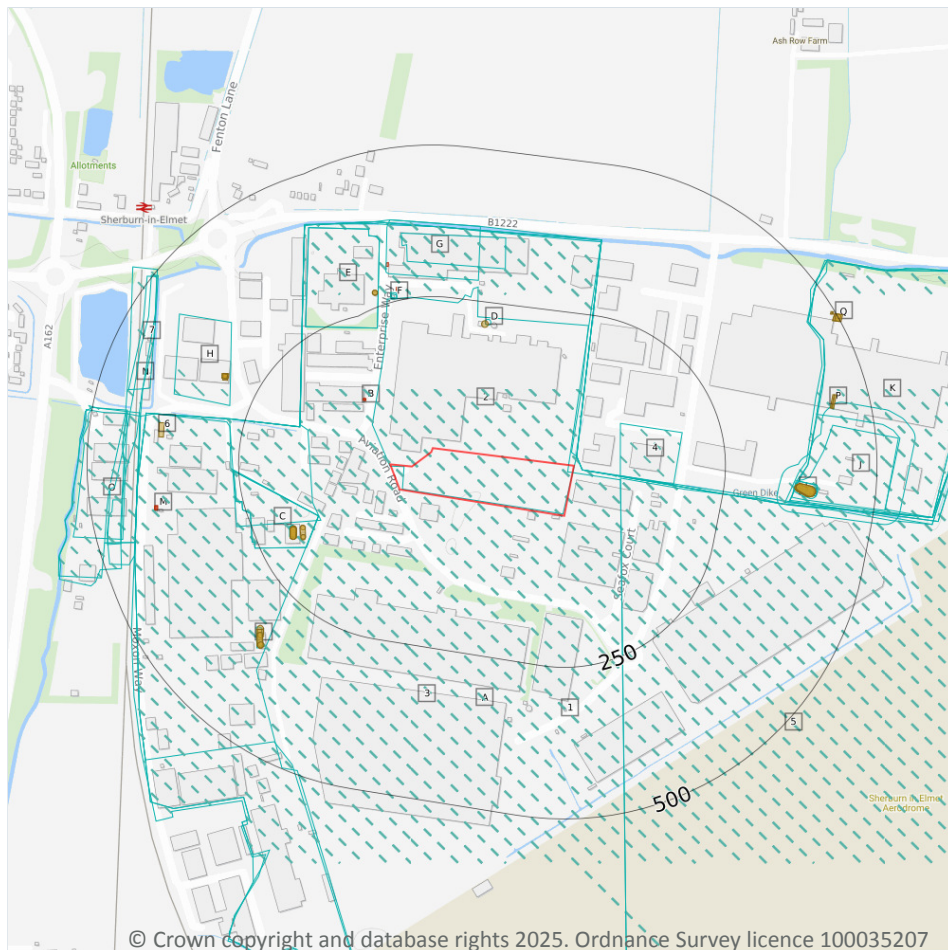 Ash Row Farm
Fenton Lane
Allotments
Sherburn-in-Elmet
B1222
G
E
F
Q
A162
7
D
Enterprise Way
H
N
K
B
2
6
4
Aviation Road
J
O
Green Dike
M
C
Seafox Court
250
3
A
1
5
500
Sherburn in Elmet
Aerodrome
© Crown copyright and database rights 2025. Ordnance Survey licence 100035207